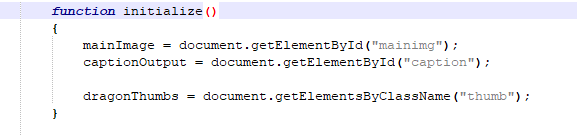 function initialize()
{
mainImage = document.getElementById("mainimg");
captionOutput = document.getElementById("caption");
dragonThumbs = document.getElementsByClassName("thumb");
}